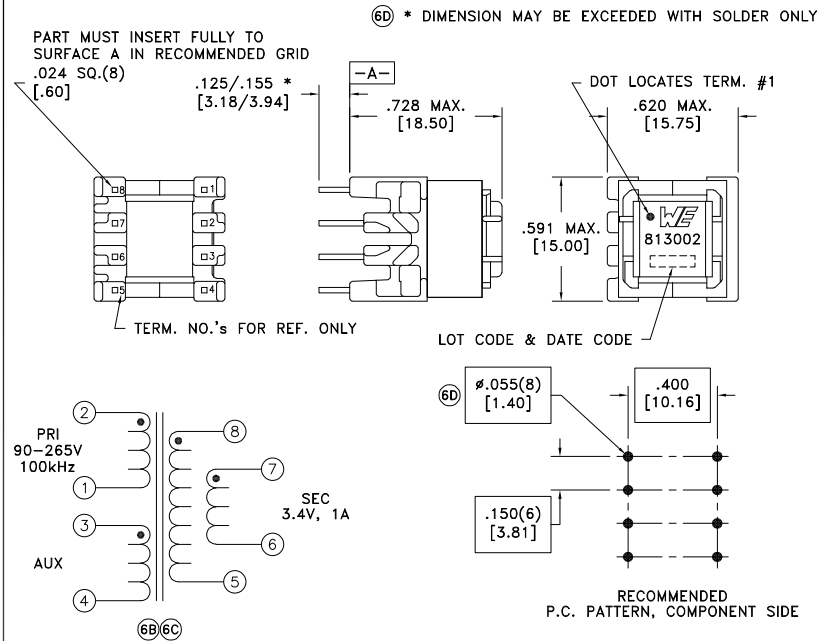 6D * DIMENSION MAY BE EXCEEDED WITH SOLDER ONLY
PART MUST INSERT FULLY TO
SURFACE A IN RECOMMENDED GRID
.024 SQ.(8)
[.60]
.125/.155 *
[3.18/3.94]
-A-
.728 MAX.
[18.50]
DOT LOCATES TERM. #1
.620 MAX.
[15.75]
8
1
7
2
6
3
5
4
.591 MAX.
[15.00]
WE
813002
TERM. NO.'s FOR REF. ONLY
LOT CODE & DATE CODE
2
PRI
90-265V
100kHz
1
3
AUX
4
8
7
SEC
3.4V, 1A
6
5
6B 6C
6D
ø.055(8)
[1.40]
.400
[10.16]
.150(6)
[3.81]
RECOMMENDED
P.C. PATTERN, COMPONENT SIDE